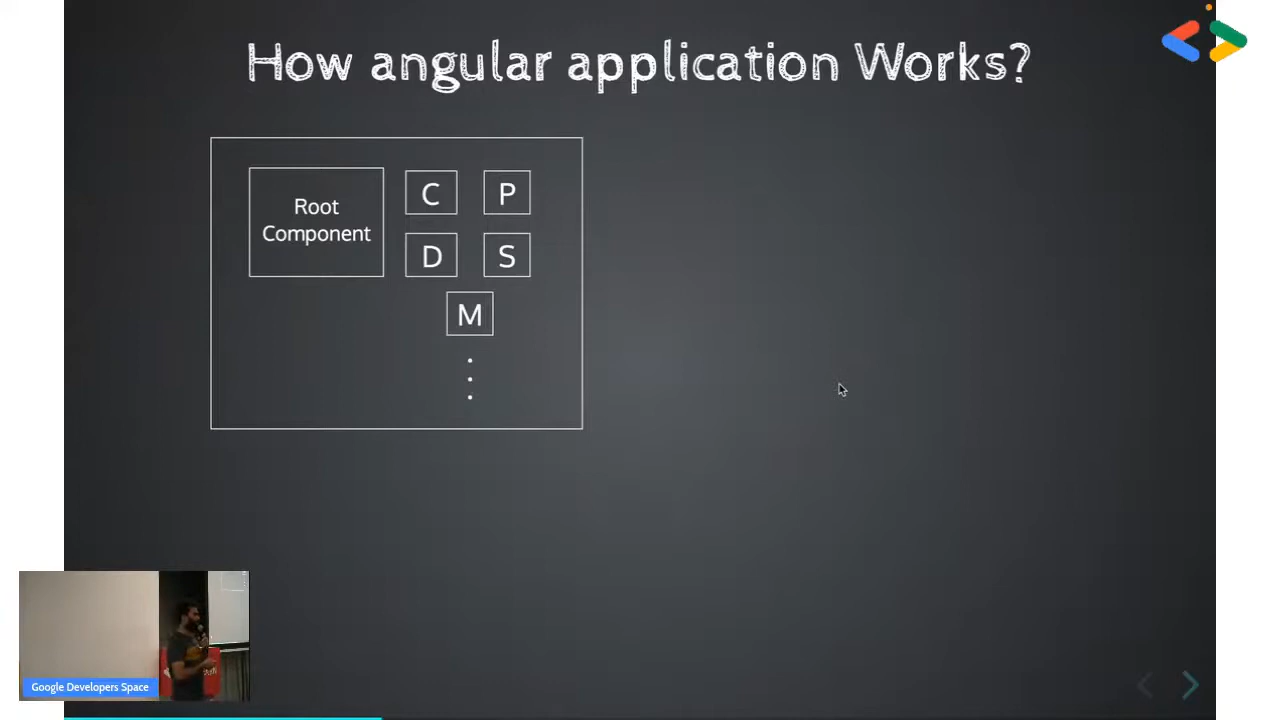 How angular application Works?
Root
Component
C
P
D
S
M
Google Developers Space